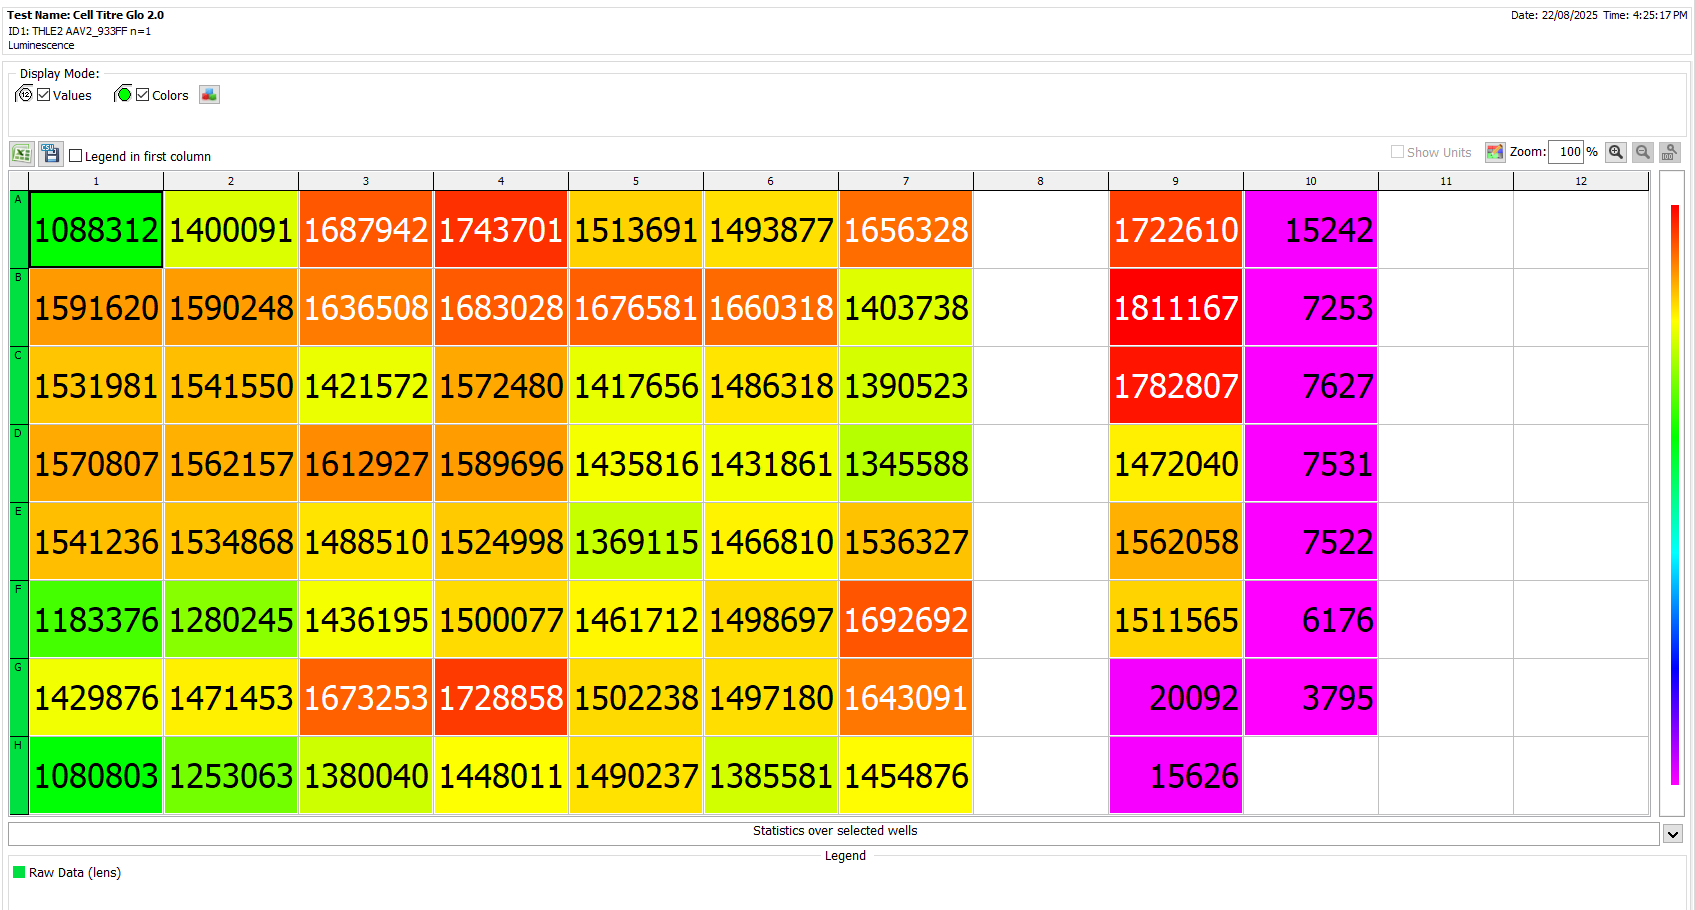 Test Name: Cell Titre Glo 2.0
Date: 22/08/2025 Time: 4:25:17 PM
ID1: THLE2 AAV2_933FF n=1
Luminescence
Display Mode:
12 Values Colors
CSV Legend in first column Show Units Zoom: 100 % 100
1 2 3 4 5 6 7 8 9 10 11 12
A 1088312 1400091 1687942 1743701 1513691 1493877 1656328 1722610 15242
B 1591620 1590248 1636508 1683028 1676581 1660318 1403738 1811167 7253
C 1531981 1541550 1421572 1572480 1417656 1486318 1390523 1782807 7627
D 1570807 1562157 1612927 1589696 1435816 1431861 1345588 1472040 7531
E 1541236 1534868 1488510 1524998 1369115 1466810 1536327 1562058 7522
F 1183376 1280245 1436195 1500077 1461712 1498697 1692692 1511565 6176
G 1429876 1471453 1673253 1728858 1502238 1497180 1643091 20092 3795
H 1080803 1253063 1380040 1448011 1490237 1385581 1454876 15626
Statistics over selected wells
Legend
Raw Data (lens)